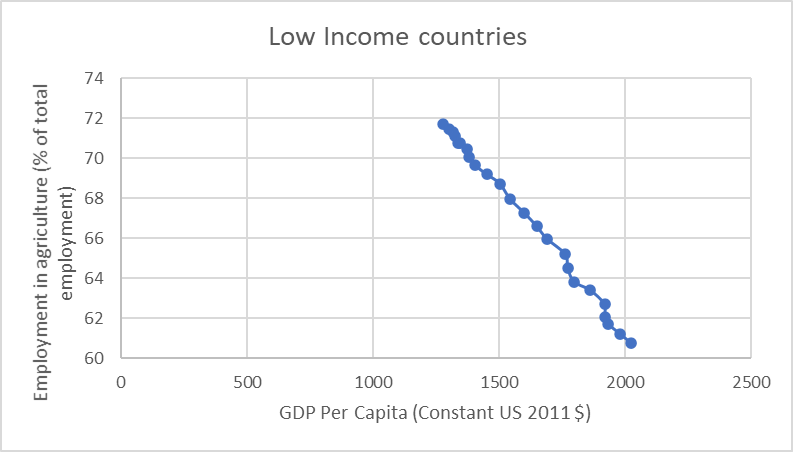 Low Income countries
Employment in agriculture (% of total
employment)
74
72
70
68
66
64
62
60
0 500 1000 1500 2000 2500
GDP Per Capita (Constant US 2011 $)